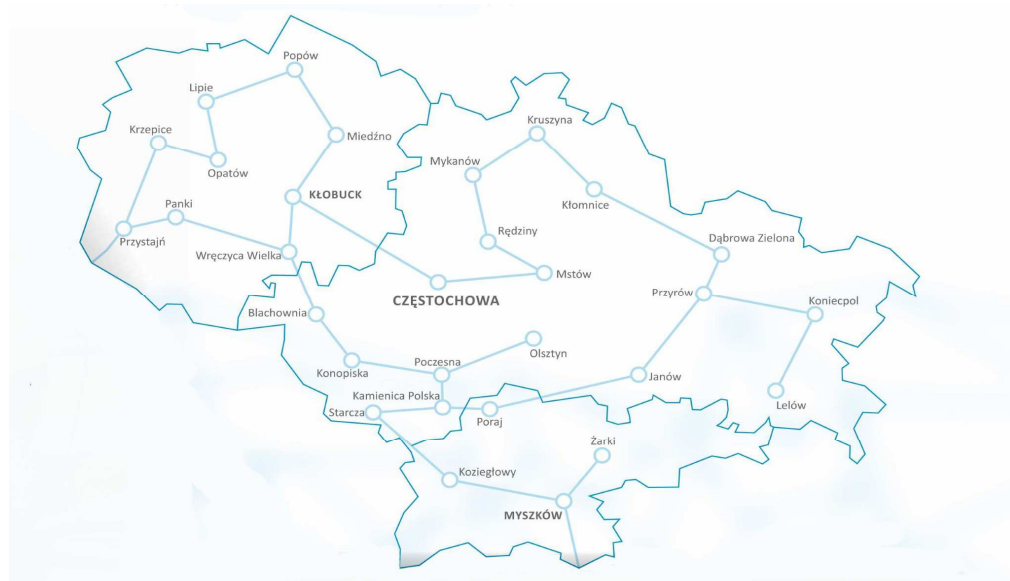 Popów
Lipie
Krzepice
Miedźno
Kruszyna
Mykanów
Opatów
KŁOBUCK
Kłomnice
Panki
Rędziny
Przystajń
Dąbrowa Zielona
Wręczyca Wielka
Mstów
Przyrów
CZĘSTOCHOWA
Koniecpol
Blachownia
Olsztyn
Poczesna
Konopiska
Janów
Kamienica Polska
Lelów
Starcza
Poraj
Żarki
Koziegłowy
MYSZKÓW